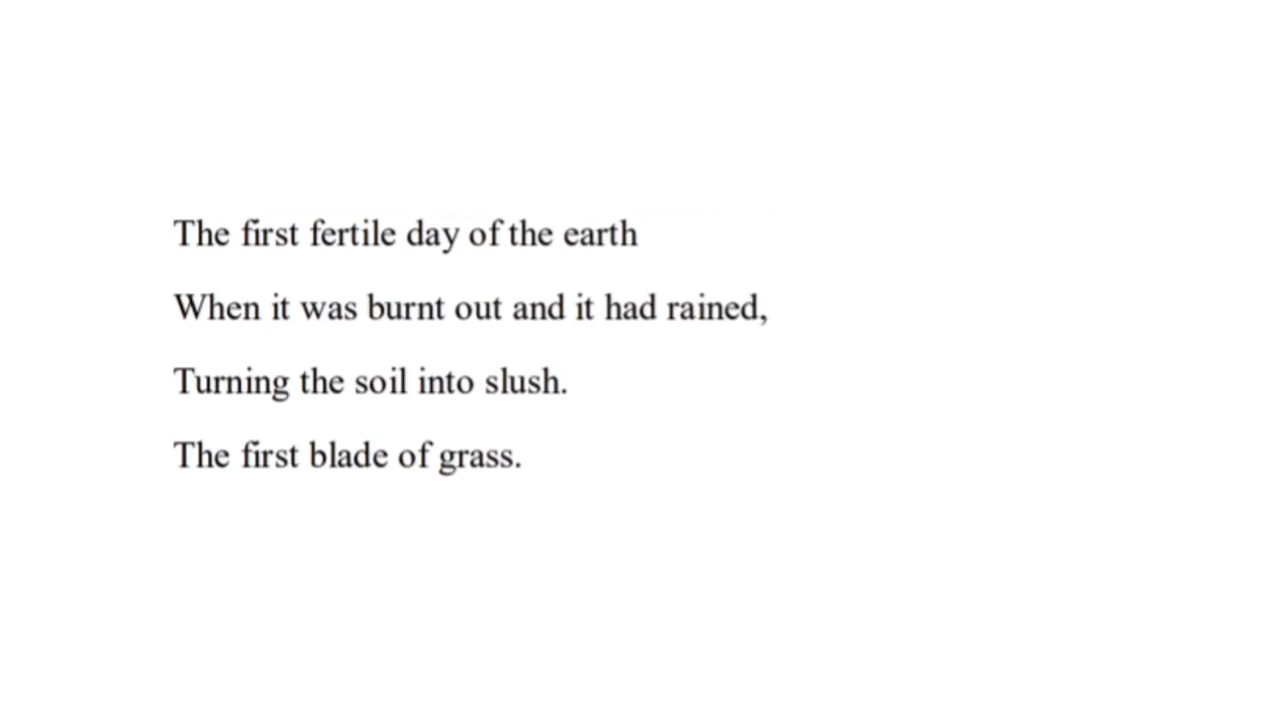 The first fertile day of the earth
When it was burnt out and it had rained,
Turning the soil into slush.
The first blade of grass.